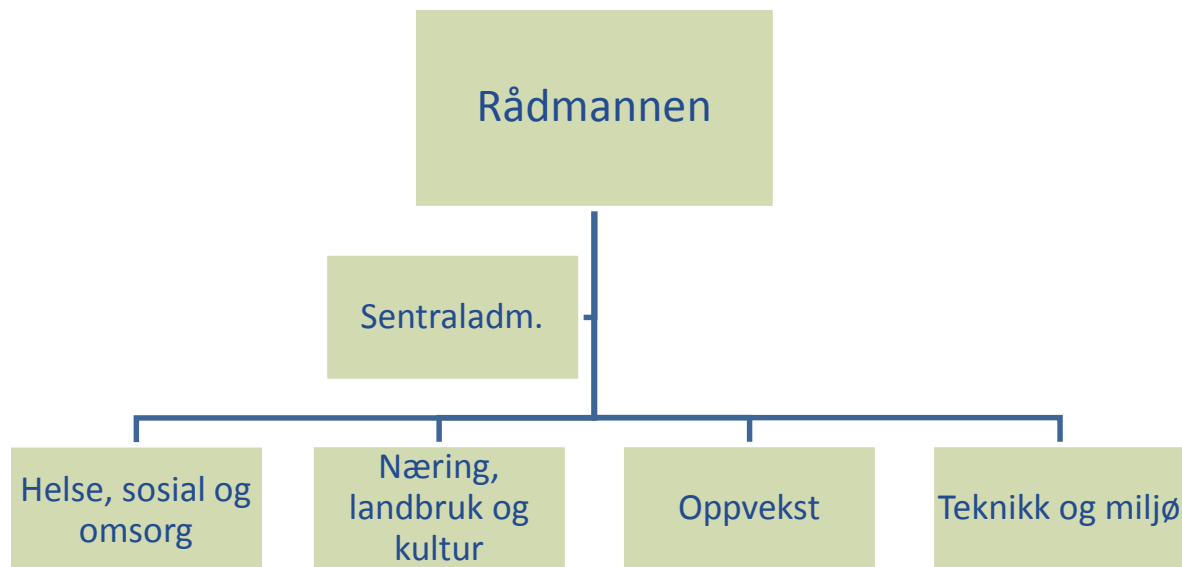 Rådmannen
Sentraladm.
Helse, sosial og
omsorg
Næring,
landbruk og
kultur
Oppvekst
Teknikk og miljø